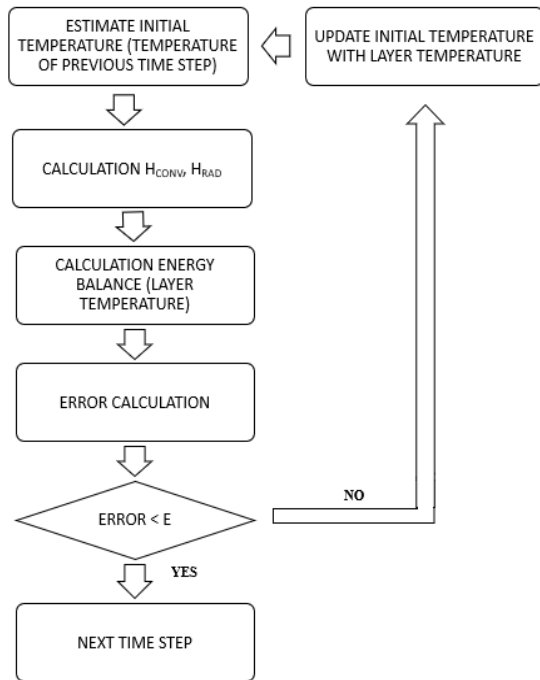 ESTIMATE INITIAL
TEMPERATURE (TEMPERATURE
OF PREVIOUS TIME STEP)
UPDATE INITIAL TEMPERATURE
WITH LAYER TEMPERATURE
CALCULATION HCONV, HRAD
CALCULATION ENERGY
BALANCE (LAYER
TEMPERATURE)
ERROR CALCULATION
ERROR < E
NO
YES
NEXT TIME STEP